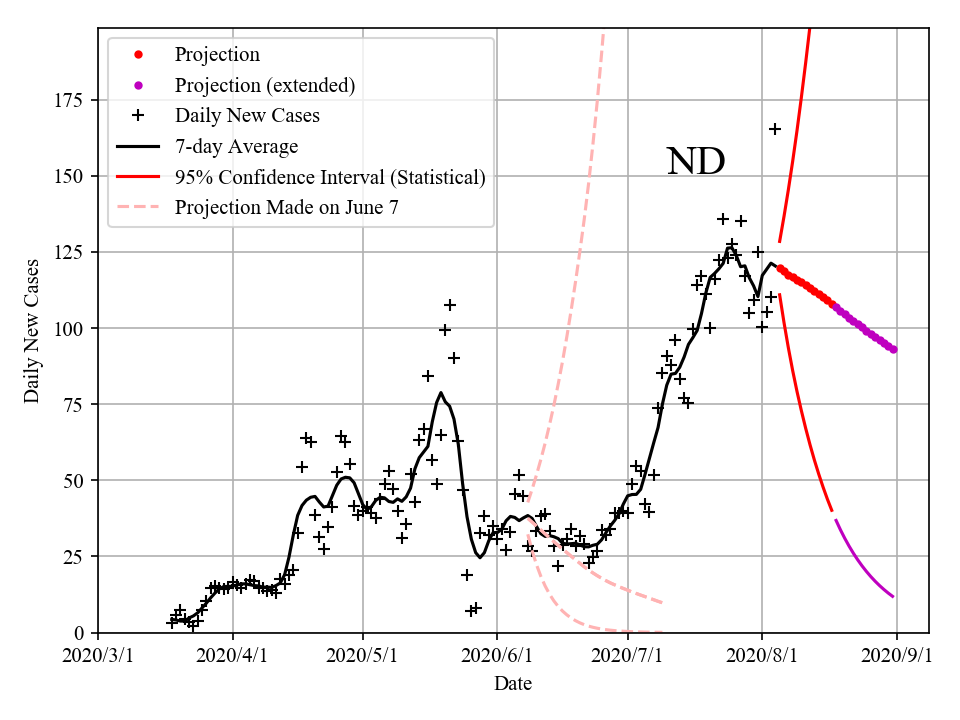 Projection
Projection (extended)
Daily New Cases
7-day Average
95% Confidence Interval (Statistical)
Projection Made on June 7
ND
175
150
125
100
75
50
25
0
Daily New Cases
2020/3/1
2020/4/1
2020/5/1
2020/6/1
2020/7/1
2020/8/1
2020/9/1
Date